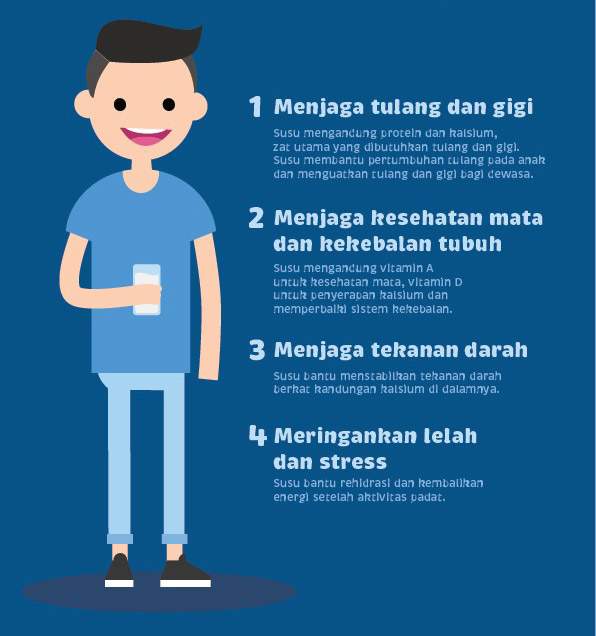 1 Menjaga tulang dan gigi
Susu mengandung protein dan kalsium,
zat utama yang dibutuhkan tulang dan gigi.
Susu membantu pertumbuhan tulang pada anak
dan menguatkan tulang dan gigi bagi dewasa.
2 Menjaga kesehatan mata
dan kekebalan tubuh
Susu mengandung vitamin A
untuk kesehatan mata, vitamin D
untuk penyerapan kalsium dan
memperbaiki sistem kekebalan.
3 Menjaga tekanan darah
Susu bantu menstabilkan tekanan darah
berkat kandungan kalsium di dalamnya.
4 Meringankan lelah
dan stress
Susu bantu rehidrasi dan kembalikan
energi setelah aktivitas padat.